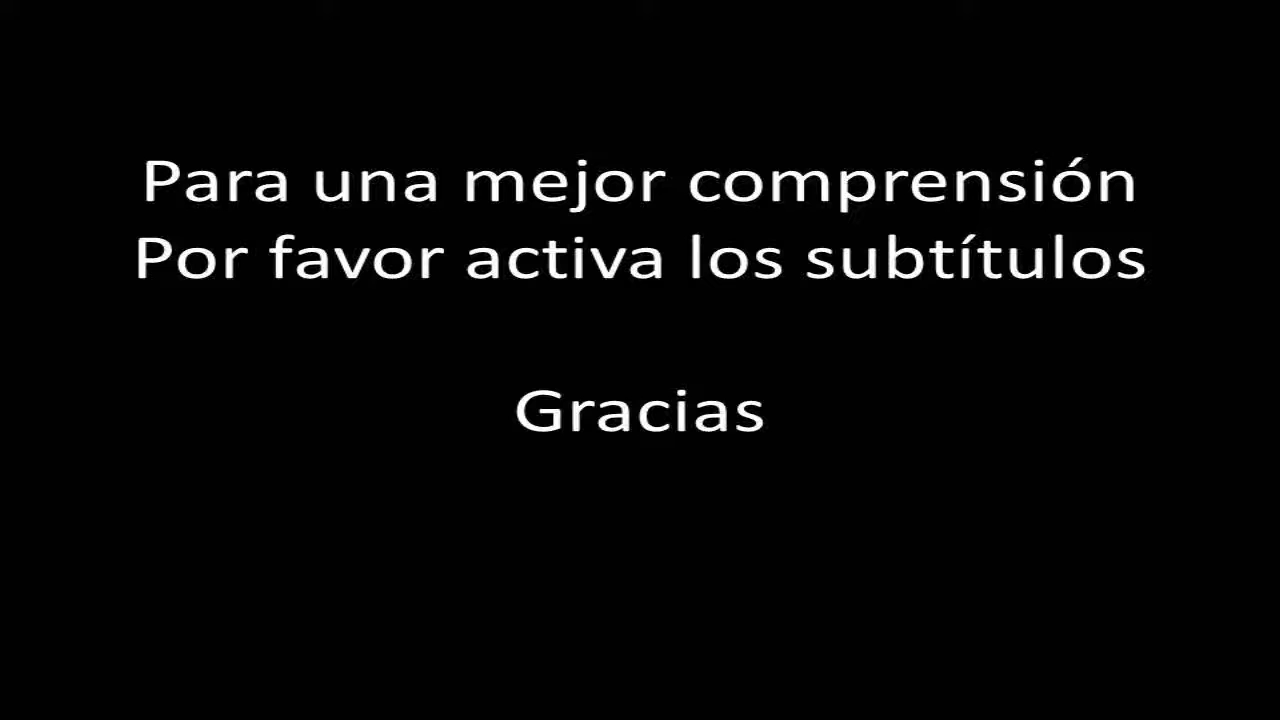 Para una mejor comprensión
Por favor activa los subtítulos
Gracias